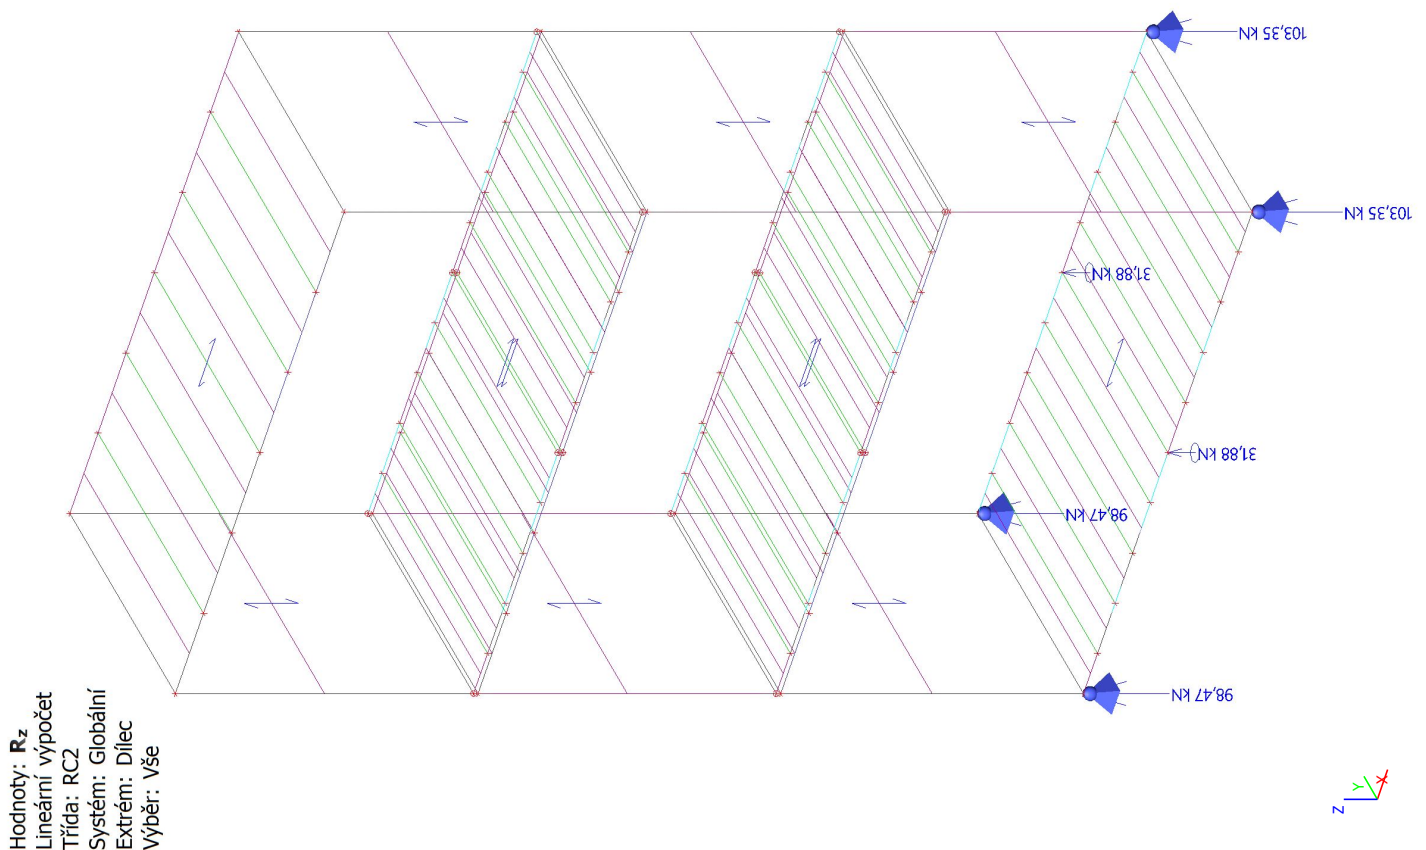 Hodnoty: Rz
Lineární výpočet
Třída: RC2
Systém: Globální
Extrém: Dílec
Výběr: Vše
103,35 kN
103,35 kN
31,88 kN
31,88 kN
98,47 kN
98,47 kN
X
Y
Z